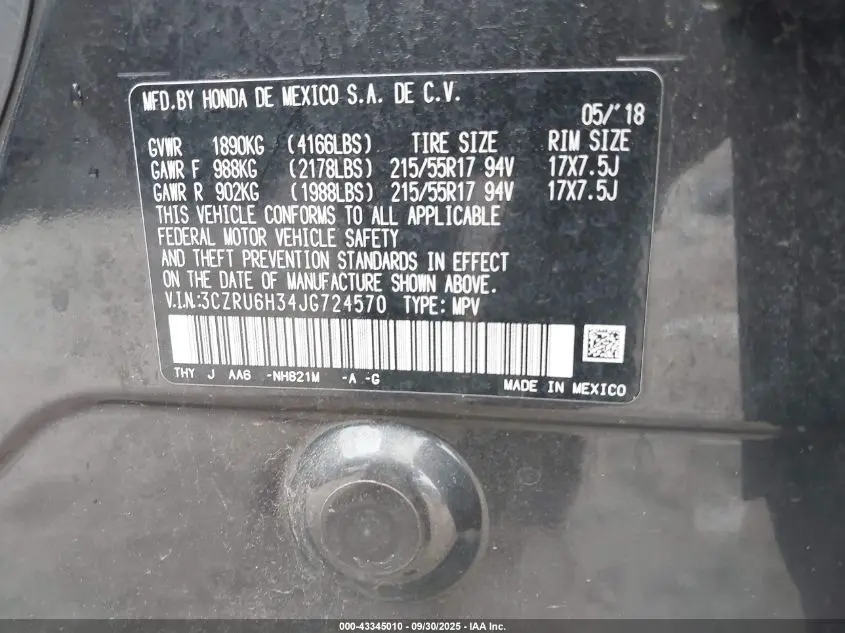 MFD.BY HONDA DE MEXICO S.A. DE C.V.
05/'18
GVWR 1890KG (4166LBS) TIRE SIZE RIM SIZE
GAWR F 988KG (2178LBS) 215/55R17 94V 17X7.5J
GAWR R 902KG (1988LBS) 215/55R17 94V 17X7.5J
THIS VEHICLE CONFORMS TO ALL APPLICABLE
FEDERAL MOTOR VEHICLE SAFETY
AND THEFT PREVENTION STANDARDS IN EFFECT
ON THE DATE OF MANUFACTURE SHOWN ABOVE.
V.I.N.:3CZRU6H34JG724570 TYPE: MPV
THY J AA6 -NH821M -A -G
MADE IN MEXICO
000-43345010 - 09/30/2025 - IAA Inc.